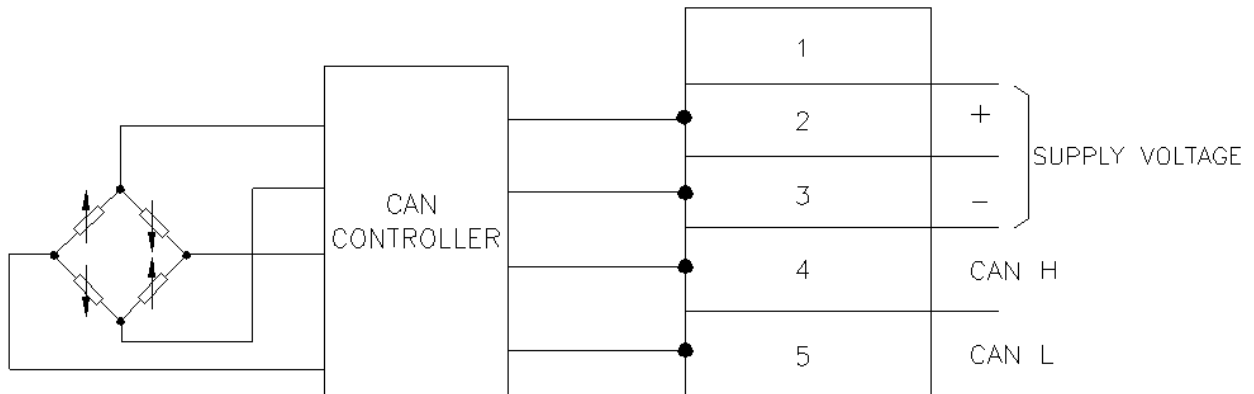 1
2
+
SUPPLY VOLTAGE
3
−
CAN
CONTROLLER
4
CAN H
5
CAN L